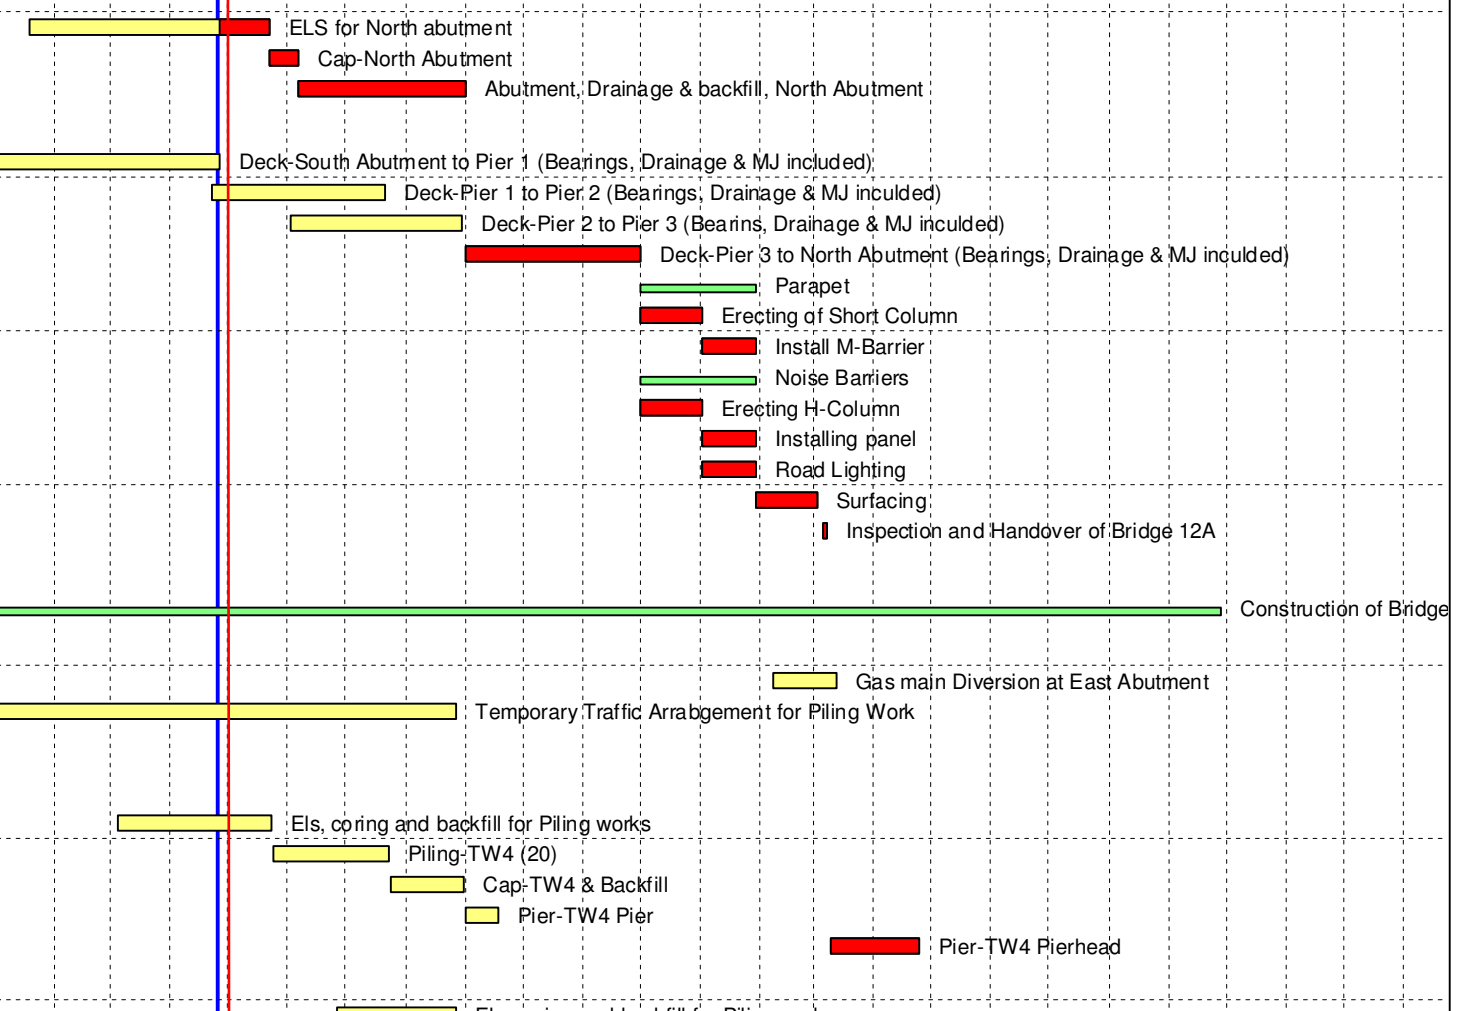 ELS for North abutment
Cap-North Abutment
Abutment, Drainage & backfill, North Abutment
Deck-South Abutment to Pier 1 (Bearings, Drainage & MJ included)
Deck-Pier 1 to Pier 2 (Bearings, Drainage & MJ inculded)
Deck-Pier 2 to Pier 3 (Bearins, Drainage & MJ inculded)
Deck-Pier 3 to North Abutment (Bearings, Drainage & MJ inculded)
Parapet
Erecting of Short Column
Install M-Barrier
Noise Barriers
Erecting H-Column
Installing panel
Road Lighting
Surfacing
Inspection and Handover of Bridge 12A
Construction of Bridge
Gas main Diversion at East Abutment
Temporary Traffic Arrabgement for Piling Work
Els, coring and backfill for Piling works
Piling-TW4 (20)
Cap-TW4 & Backfill
Pier-TW4 Pier
Pier-TW4 Pierhead